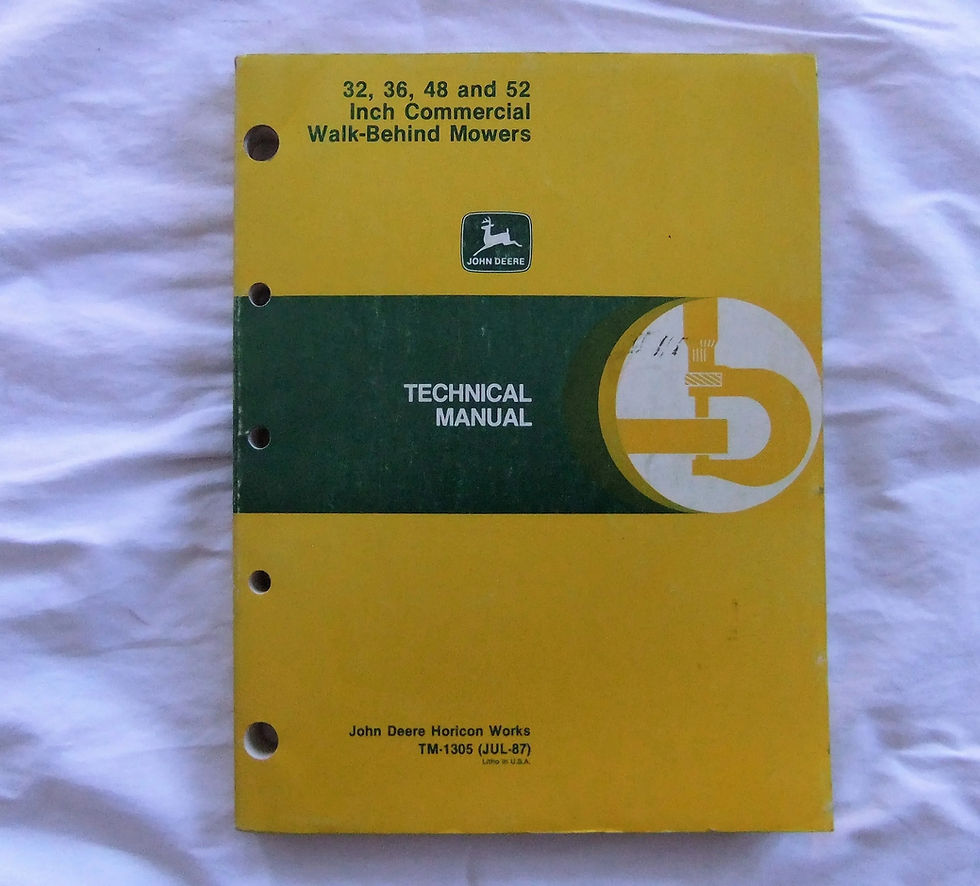 32, 36, 48 and 52
Inch Commercial
Walk-Behind Mowers
JOHN DEERE
TECHNICAL
MANUAL
John Deere Horicon Works
TM-1305 (JUL-87)
Litho in U.S.A.